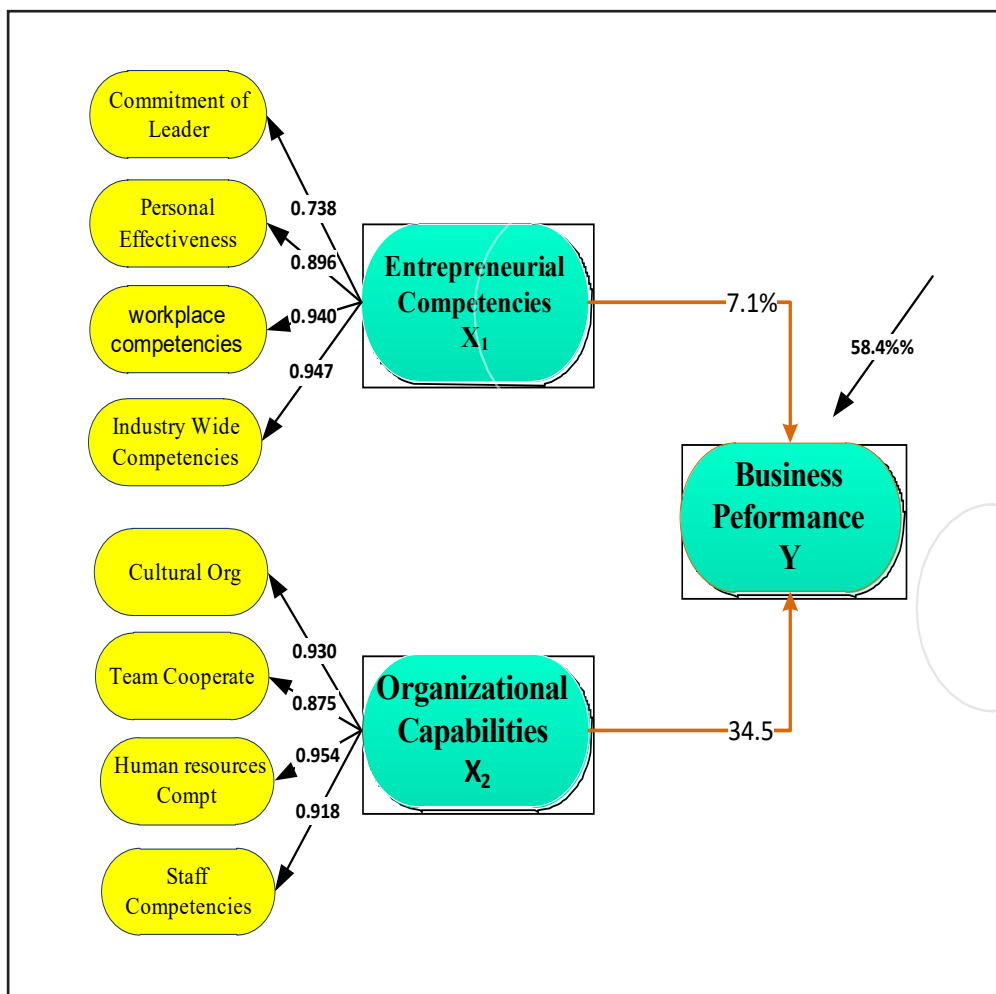 Commitment of
Leader
0.738
Personal
Effectiveness
0.896
workplace
competencies
0.940
Industry Wide
Competencies
0.947
Entrepreneurial
Competencies
X₁
7.1%
58.4%%
Business
Peformance
Y
Cultural Org
0.930
Team Cooperate
0.875
Human resources
Compt
0.954
Staff
Competencies
0.918
Organizational
Capabilities
X₂
34.5